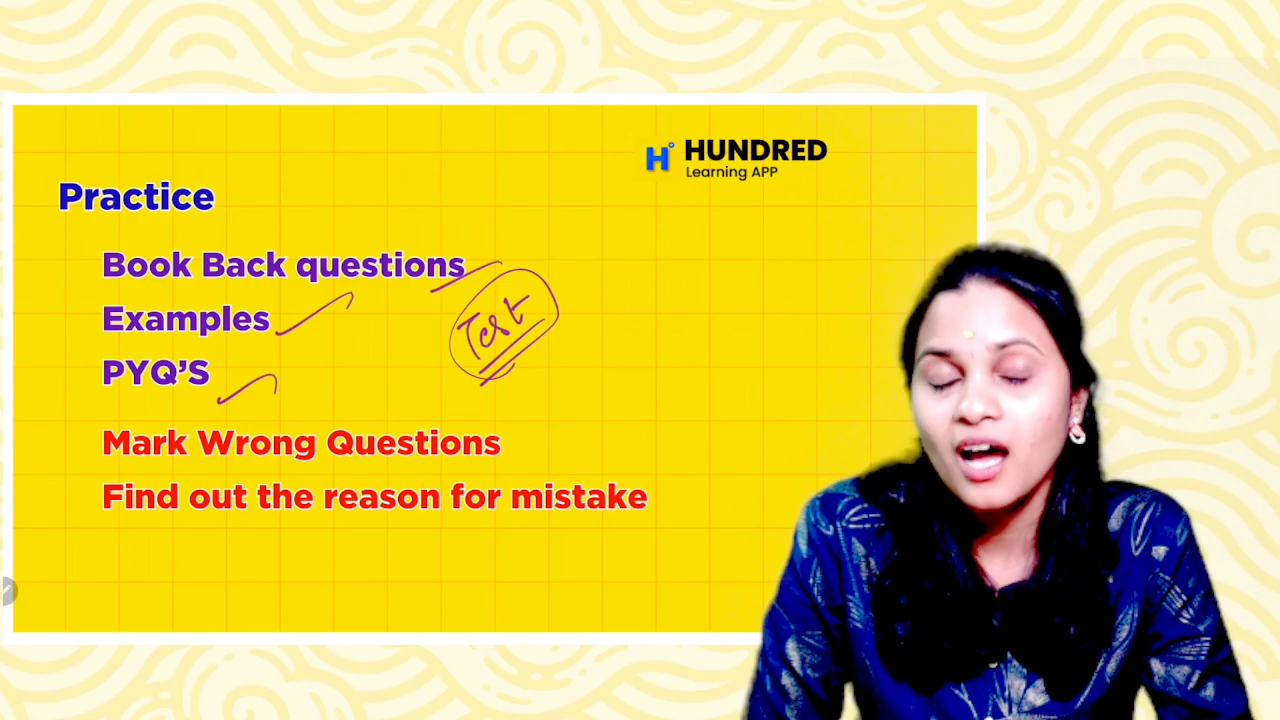 HUNDRED
Learning APP
Practice
Book Back questions
Examples
Test
PYQ'S
Mark Wrong Questions
Find out the reason for mistake